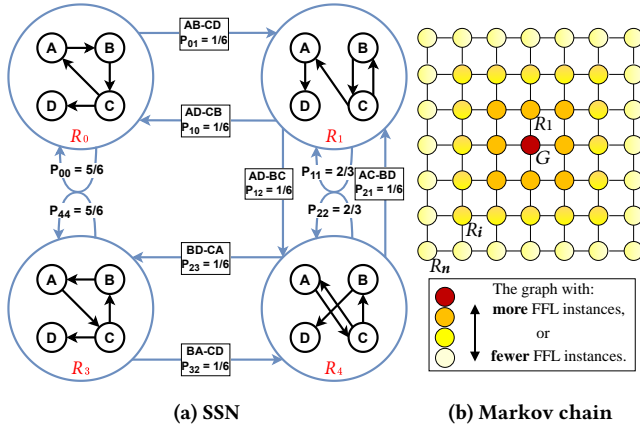 A
B
D
C
R0
AB-CD
P01 = 1/6
AD-CB
P10 = 1/6
A
B
D
C
R1
P00 = 5/6
P44 = 5/6
AD-BC
P12 = 1/6
P11 = 2/3
P22 = 2/3
AC-BD
P21 = 1/6
A
B
D
C
R3
BD-CA
P23 = 1/6
BA-CD
P32 = 1/6
A
B
D
C
R4
(a) SSN
R1
G
Ri
Rn
The graph with:
more FFL instances,
or
fewer FFL instances.
(b) Markov chain